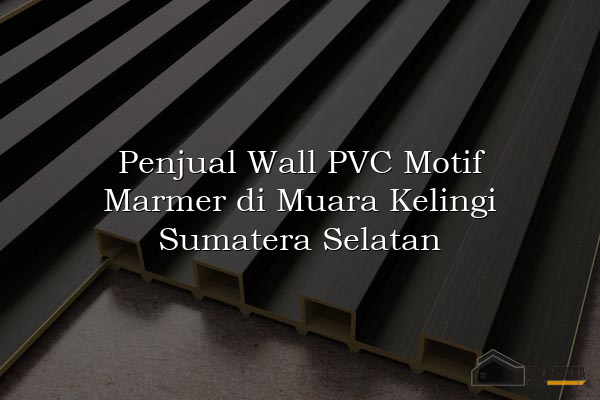 Penjual Wall PVC Motif
Marmer di Muara Kelingi
Sumatera Selatan